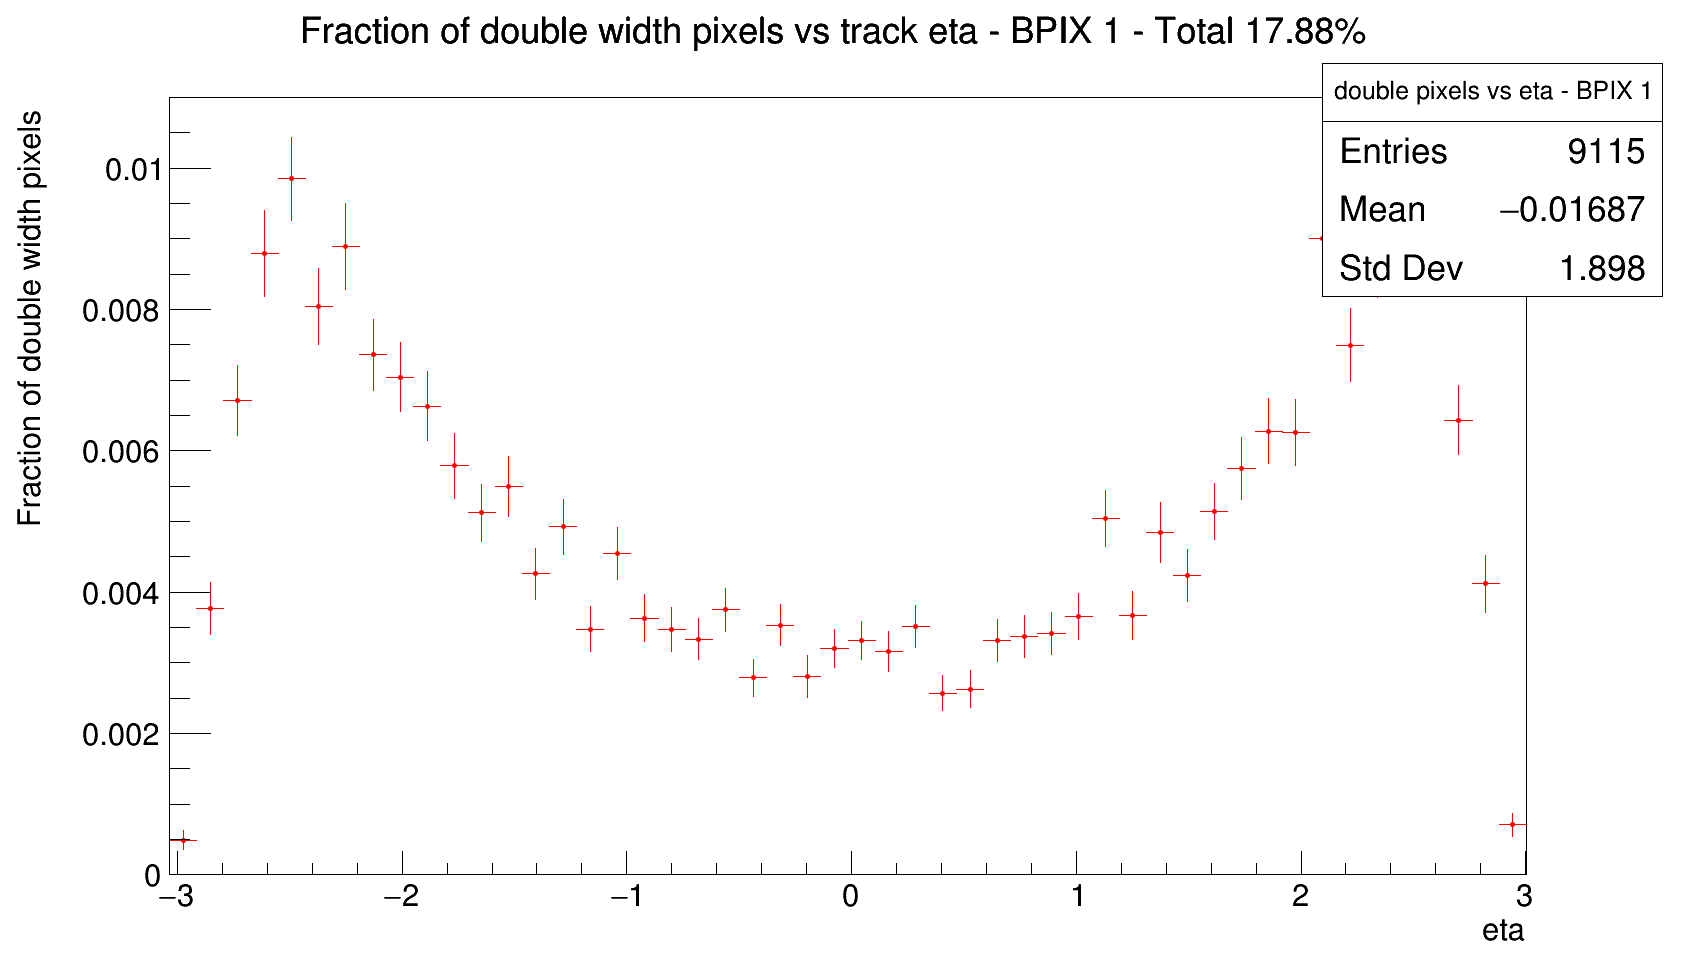 Fraction of double width pixels vs track eta - BPIX 1 - Total 17.88%
double pixels vs eta - BPIX 1
Entries 9115
Mean −0.01687
Std Dev 1.898
Fraction of double width pixels
0.01
0.008
0.006
0.004
0.002
0
−3 −2 −1 0 1 2 3
eta